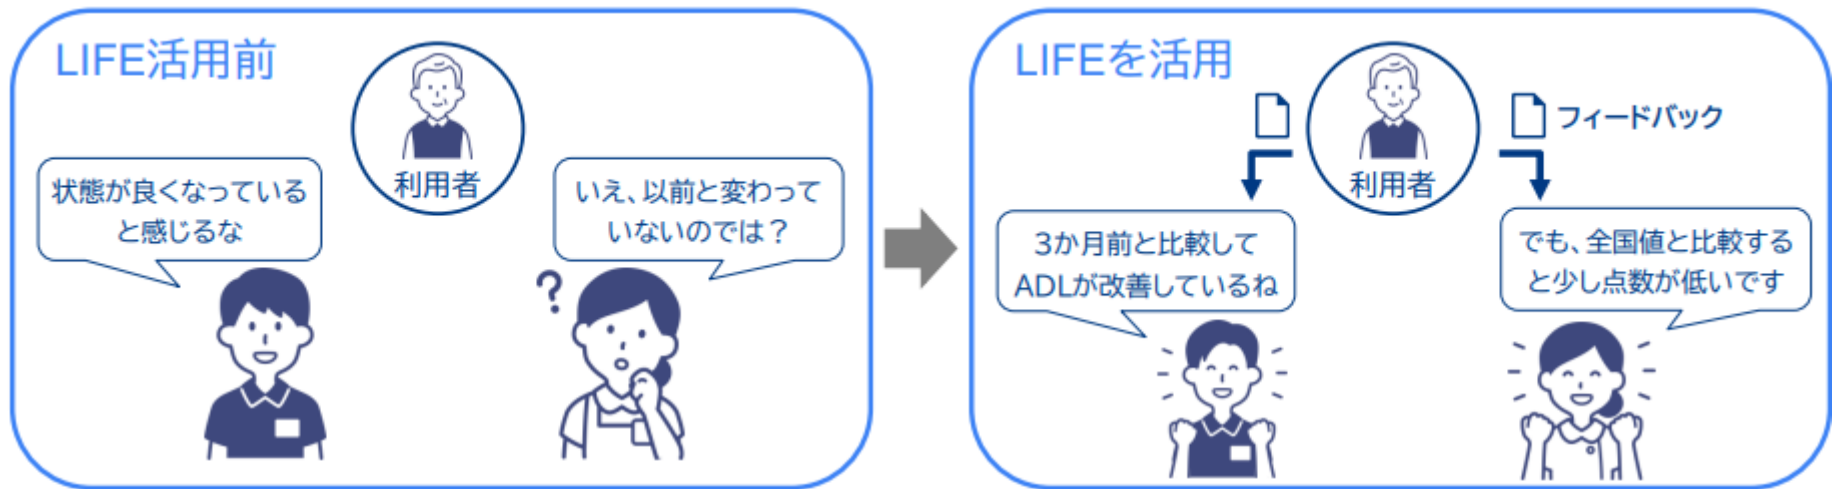 LIFE活用前
利用者
状態が良くなっている
と感じるな
いえ、以前と変わって
いないのでは？
?
LIFEを活用
フィードバック
利用者
３か月前と比較して
ADLが改善しているね
でも、全国値と比較する
と少し点数が低いです